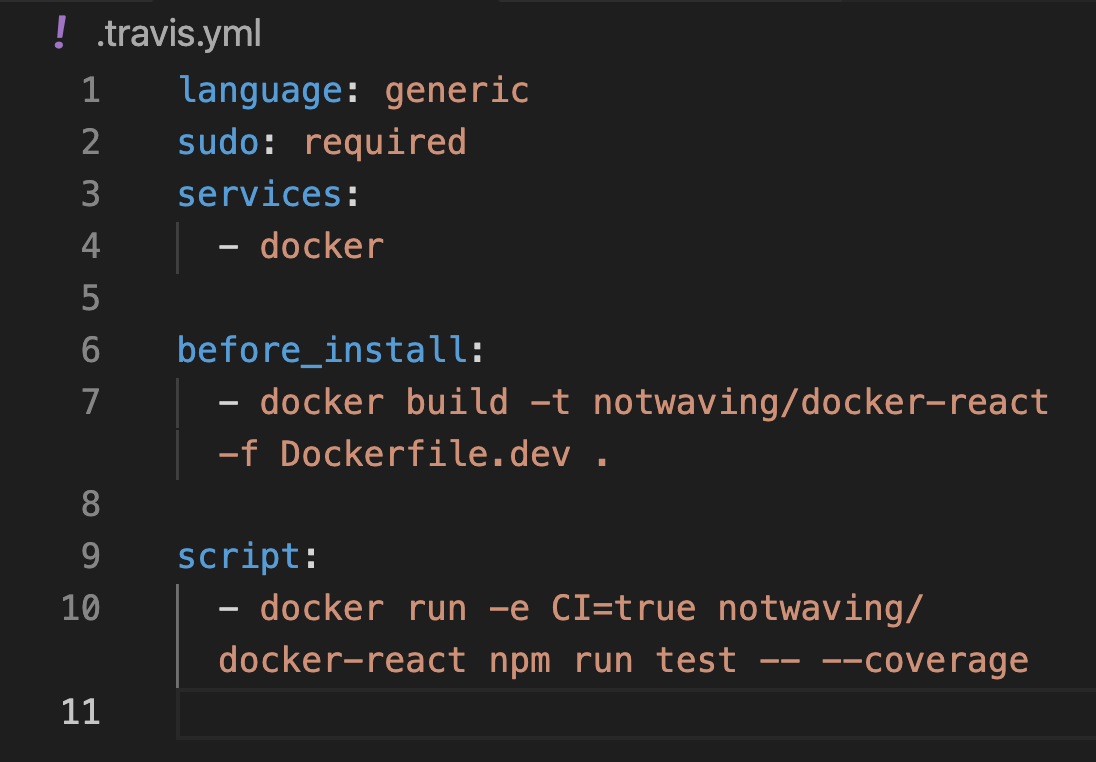 ! .travis.yml
1 language: generic
2 sudo: required
3 services:
4 - docker
5
6 before_install:
7 - docker build -t notwaving/docker-react
-f Dockerfile.dev .
8
9 script:
10 - docker run -e CI=true notwaving/
docker-react npm run test -- --coverage
11